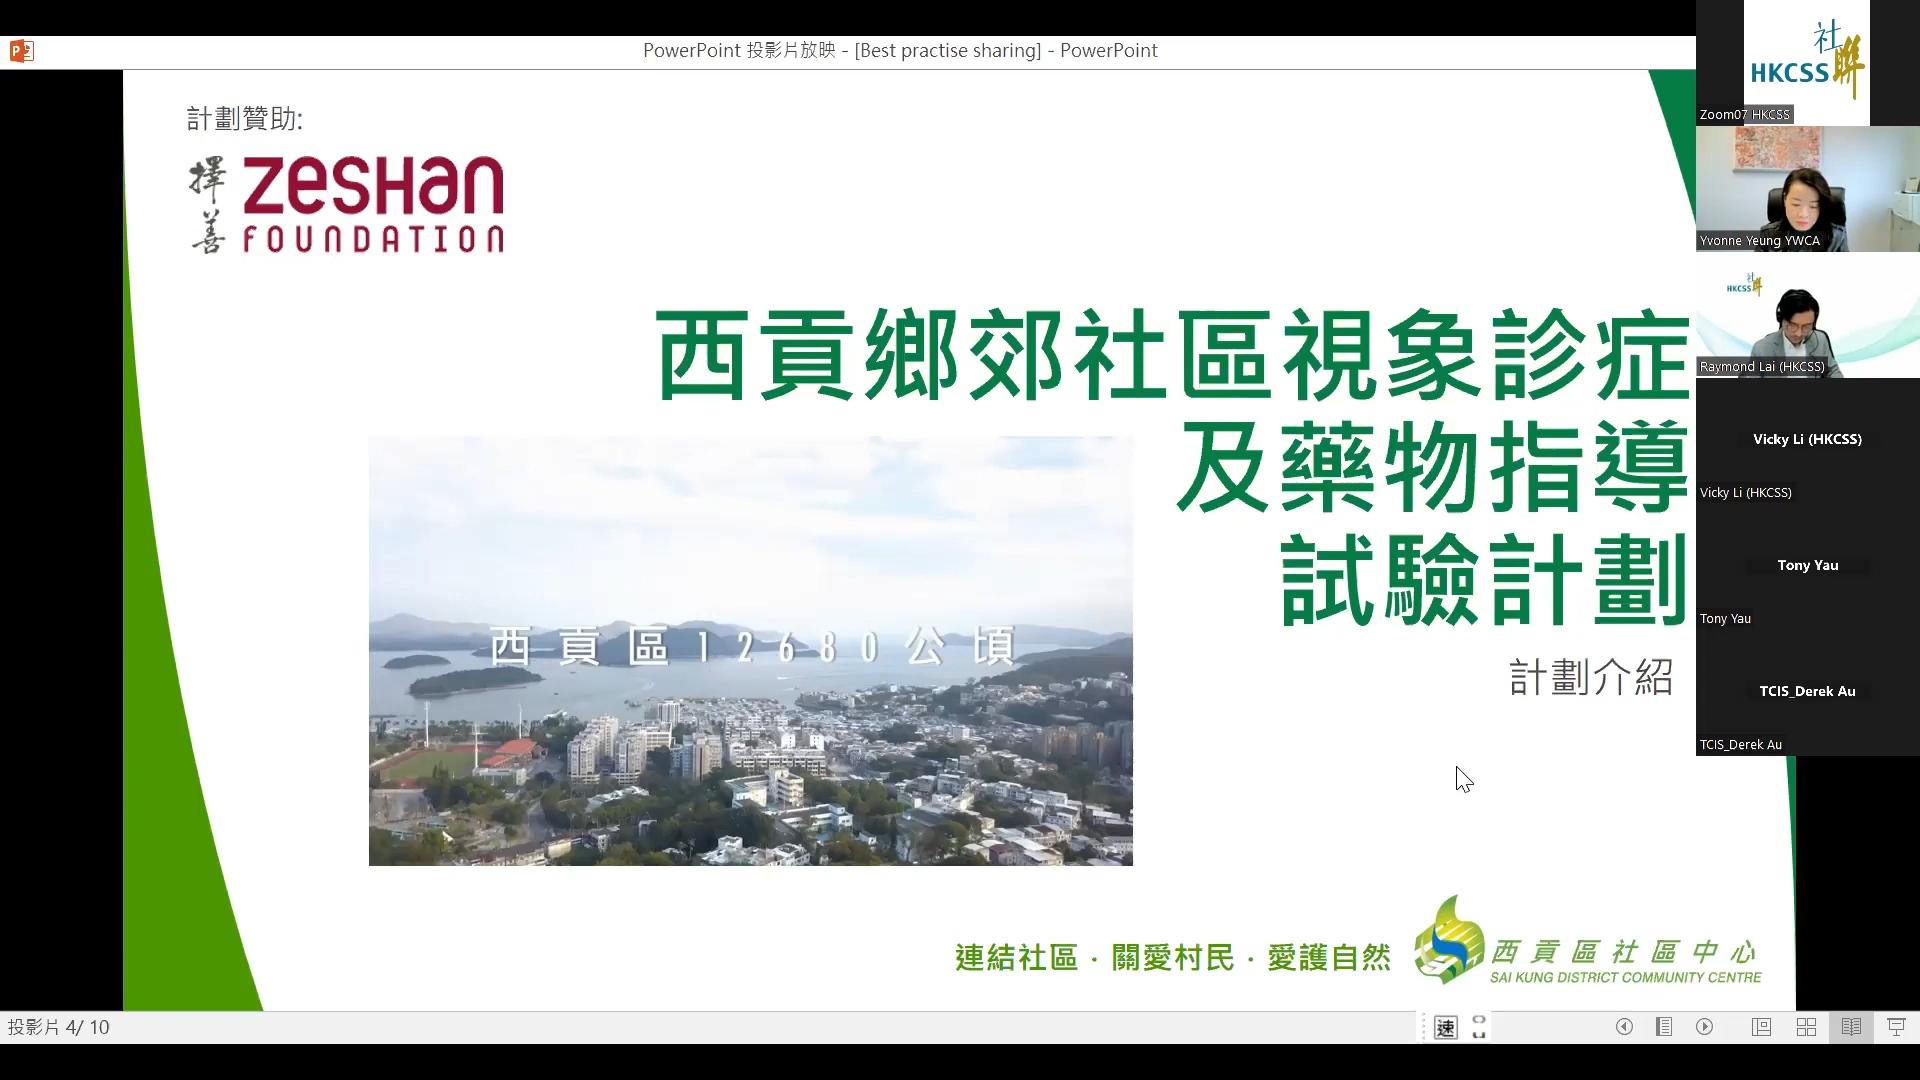 PowerPoint 投影片放映 - [Best practise sharing] - PowerPoint
計劃贊助:
擇善
ZESHAN
FOUNDATION
西貢鄉郊社區視象診症
及藥物指導
試驗計劃
計劃介紹
西貢區12680公頃
連結社區．關愛村民．愛護自然
西貢區社區中心
SAI KUNG DISTRICT COMMUNITY CENTRE
投影片 4/ 10
速
社聯
HKCSS
Zoom07 HKCSS
Yvonne Yeung YWCA
社聯
HKCSS
Raymond Lai (HKCSS)
Vicky Li (HKCSS)
Vicky Li (HKCSS)
Tony Yau
Tony Yau
TCIS_Derek Au
TCIS_Derek Au